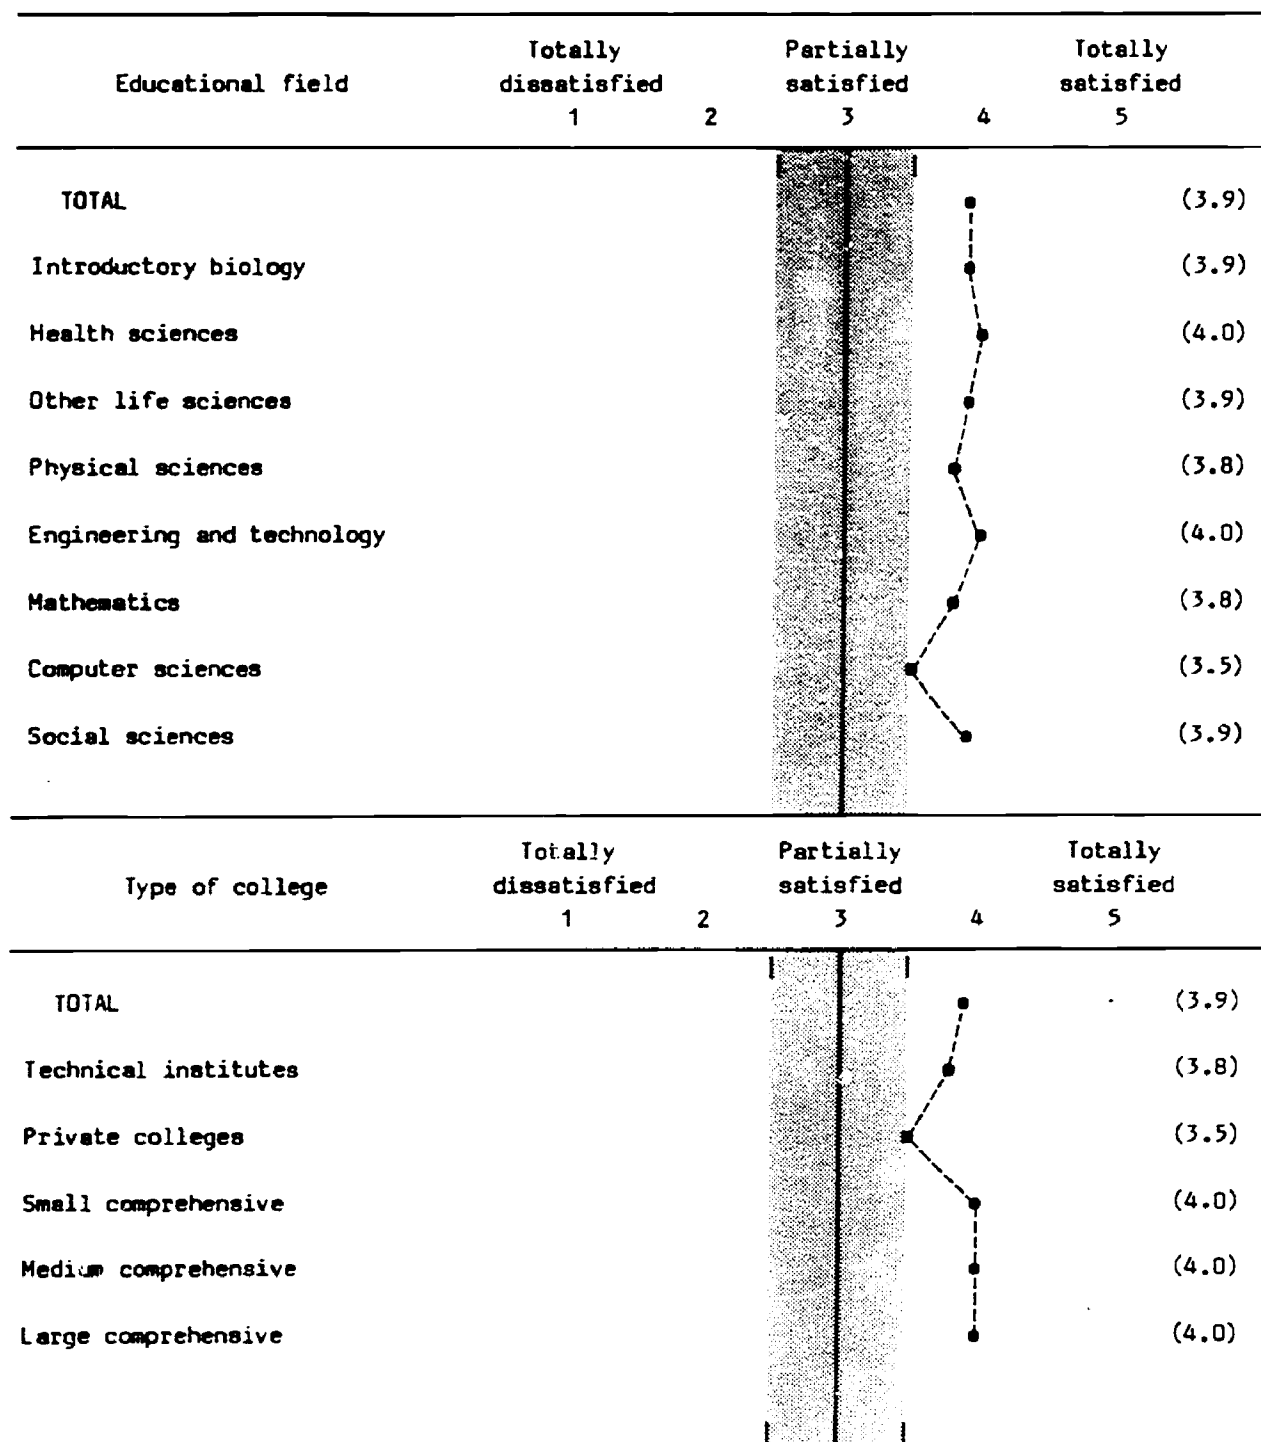 Educational field Totally dissatisfied 1 2 Partially satisfied 3 4 Totally satisfied 5
TOTAL (3.9)
Introductory biology (3.9)
Health sciences (4.0)
Other life sciences (3.9)
Physical sciences (3.8)
Engineering and technology (4.0)
Mathematics (3.8)
Computer sciences (3.5)
Social sciences (3.9)
Type of college Totally dissatisfied 1 2 Partially satisfied 3 4 Totally satisfied 5
TOTAL (3.9)
Technical institutes (3.8)
Private colleges (3.5)
Small comprehensive (4.0)
Medium comprehensive (4.0)
Large comprehensive (4.0)